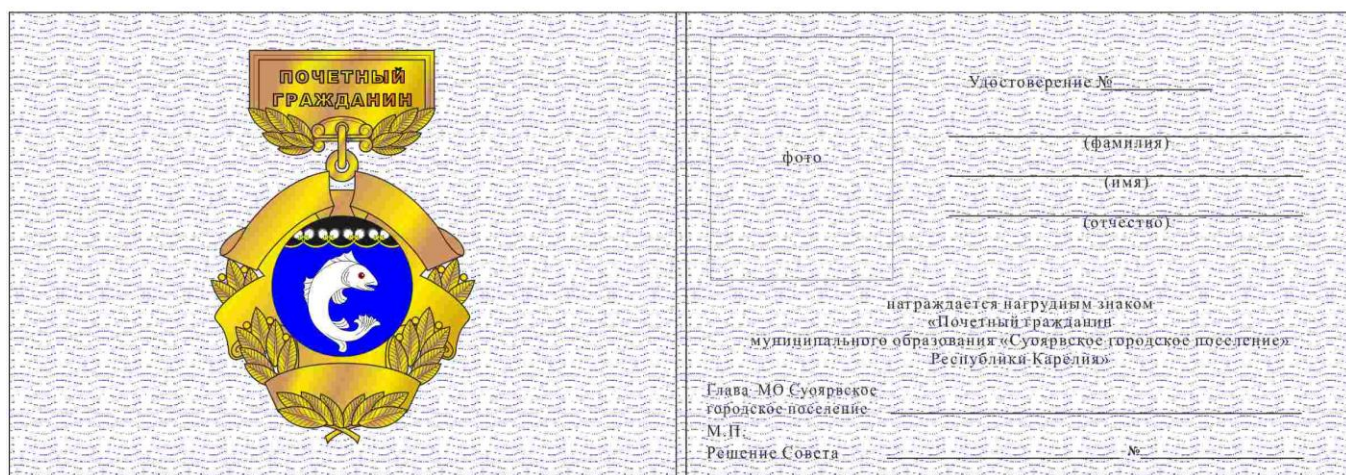 ПОЧЕТНЫЙ
ГРАЖДАНИН
фото
Удостоверение №
(фамилия)
(имя)
(отчество)
награждается нагрудным знаком
«Почетный гражданин
муниципального образования «Суоярвское городское поселение»
Республики Карелия»
Глава МО Суоярвское
городское поселение
М.П.
Решение Совета №